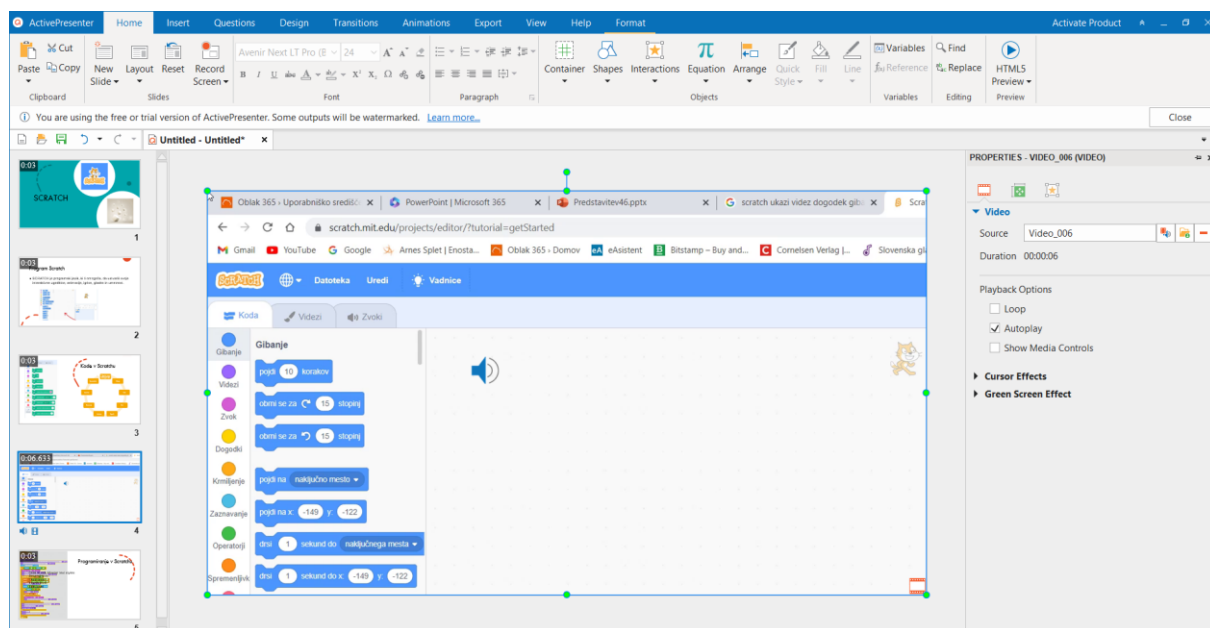 ActivePresenter Home Insert Questions Design Transitions Animations Export View Help Format Activate Product
Paste Cut Copy New Slide Layout Reset Record Screen Avenir Next LT Pro (E 24 Container Shapes Interactions Equation Arrange Quick Style Fill Line Variables Reference Find Replace HTML5 Preview
Clipboard Slides Font Paragraph Objects Variables Editing Preview
You are using the free or trial version of ActivePresenter. Some outputs will be watermarked. Learn more... Close
Untitled - Untitled*
0:03
SCRATCH
1
0:03
Program Scratch
2
0:03
Koda v Scratchu
3
0:06.633
4
0:03
Programiranje v Scratchu
Oblak 365 › Uporabniško središč PowerPoint | Microsoft 365 Predstavitev46.pptx scratch ukazi videz dogodek gib Scra
scratch.mit.edu/projects/editor/?tutorial=getStarted
Gmail YouTube Google Arnes Splet | Enosta... Oblak 365 › Domov eA eAsistent Bitstamp – Buy and... Cornelsen Verlag |... Slovenska gl
SCRATCH Datoteka Uredi Vadnice
Koda Videzi Zvoki
Gibanje
Videzi
Zvok
Dogodki
Krmiljenje
Zaznavanje
Operatorji
Spremenljivk
Gibanje
pojdi 10 korakov
obrni se za 15 stopinj
obrni se za 15 stopinj
pojdi na naključno mesto
pojdi na x: -149 y: -122
drsi 1 sekund do naključnega mesta
drsi 1 sekund do x: -149 y: -122
PROPERTIES - VIDEO_006 (VIDEO)
Video
Source Video_006
Duration 00:00:06
Playback Options
Loop
Autoplay
Show Media Controls
Cursor Effects
Green Screen Effect